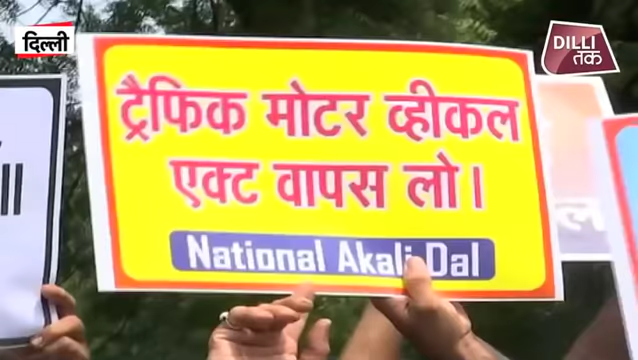 दिल्ली
DILLI
तक
ट्रैफिक मोटर व्हीकल
एक्ट वापस लो।
National Akali Dal